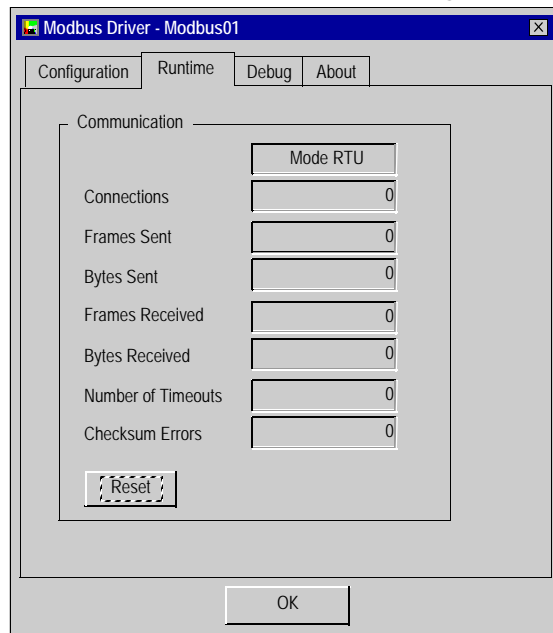 Modbus Driver - Modbus01
Configuration Runtime Debug About
Communication
Mode RTU
Connections 0
Frames Sent 0
Bytes Sent 0
Frames Received 0
Bytes Received 0
Number of Timeouts 0
Checksum Errors 0
Reset
OK